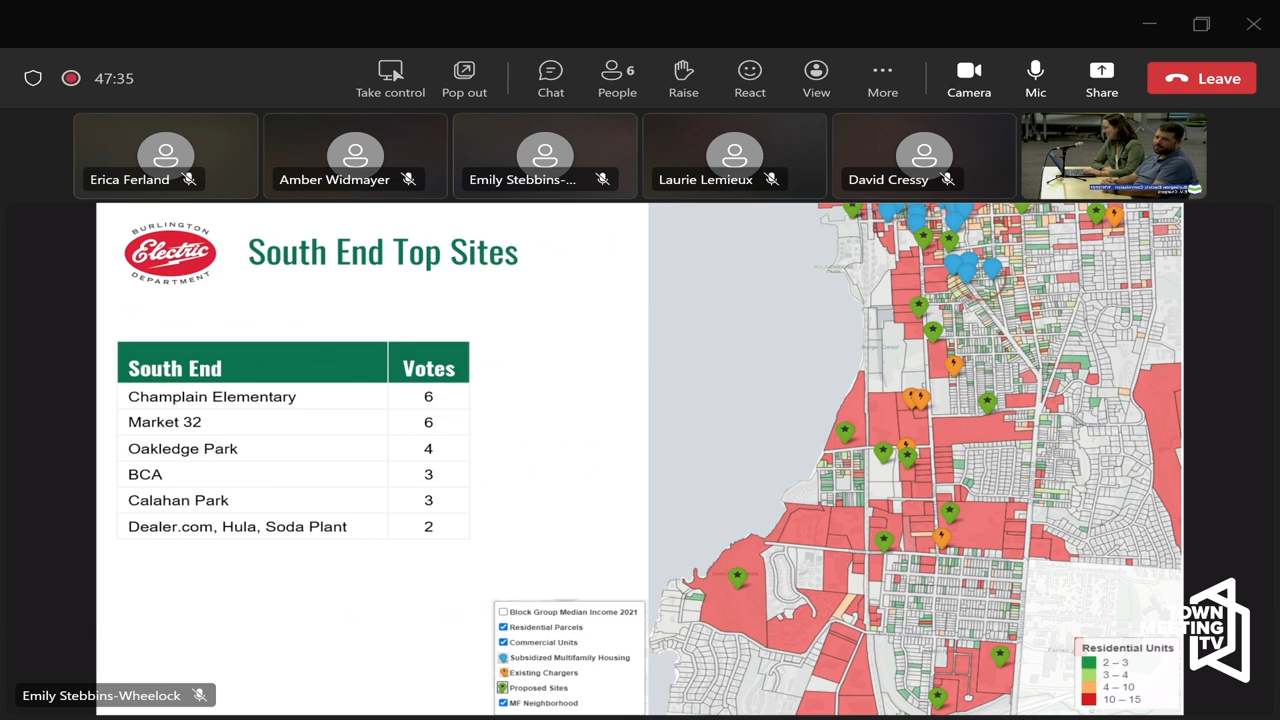 47:35
Take control
Pop out
Chat
6
People
Raise
React
View
More
Camera
Mic
Share
Leave
Erica Ferland
Amber Widmayer
Emily Stebbins-...
Laurie Lemieux
David Cressy
BURLINGTON
Electric
DEPARTMENT
South End Top Sites
South End Votes
Champlain Elementary 6
Market 32 6
Oakledge Park 4
BCA 3
Calahan Park 3
Dealer.com, Hula, Soda Plant 2
Block Group Median Income 2021
Residential Parcels
Commercial Units
Subsidized Multifamily Housing
Existing Chargers
Proposed Sites
MF Neighborhood
Residential Units
2 – 3
3 – 4
4 – 10
10 – 15
TOWN
MEETING
TV
Emily Stebbins-Wheelock